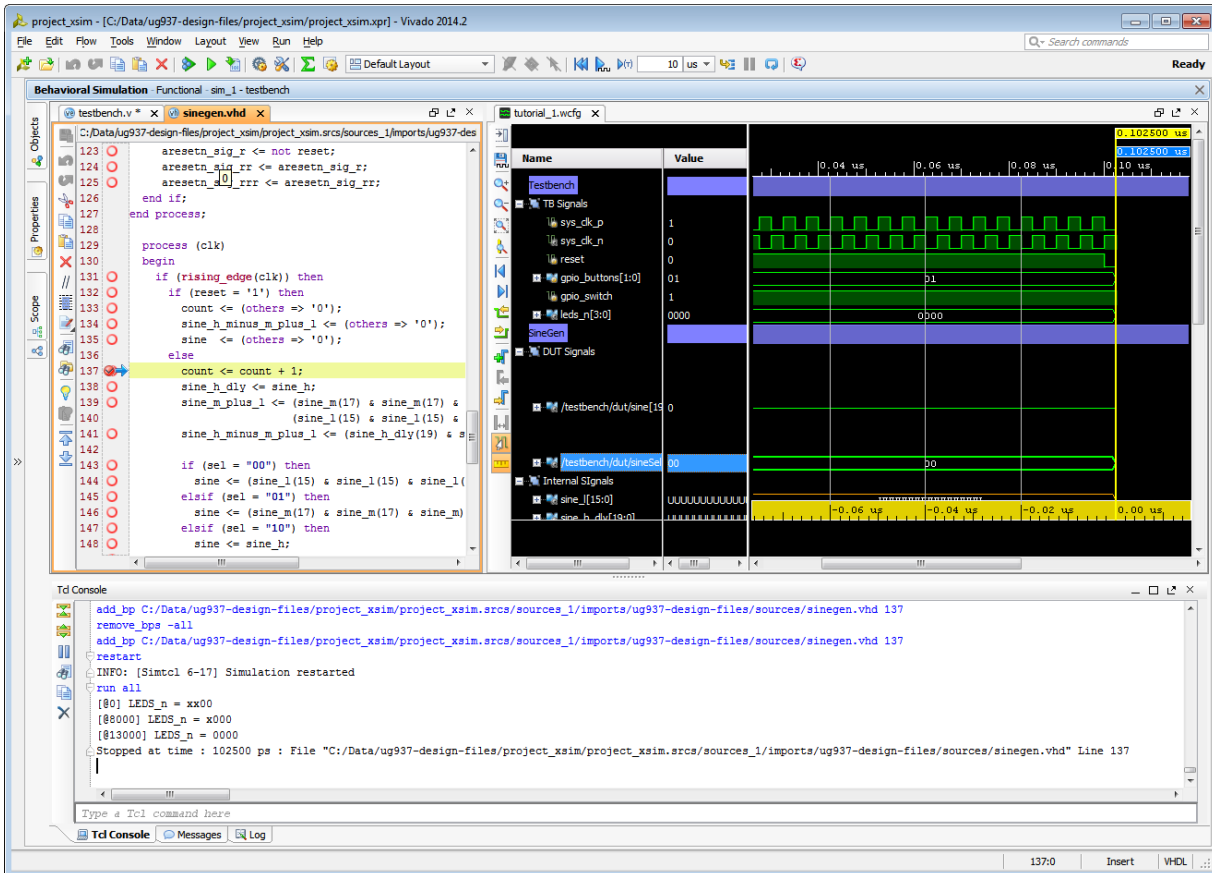 project_xsim - [C:/Data/ug937-design-files/project_xsim/project_xsim.xpr] - Vivado 2014.2
File Edit Flow Tools Window Layout View Run Help
Search commands
Default Layout
10 us
Ready
Behavioral Simulation - Functional - sim_1 - testbench
Objects
Properties
Scope
testbench.v *
sinegen.vhd
C:/Data/ug937-design-files/project_xsim/project_xsim.srcs/sources_1/imports/ug937-des
123 aresetn_sig_r <= not reset;
124 aresetn_sig_rr <= aresetn_sig_r;
0
125 aresetn_sig_rrr <= aresetn_sig_rr;
126 end if;
127 end process;
128
129 process (clk)
130 begin
131 if (rising_edge(clk)) then
132 if (reset = '1') then
133 count <= (others => '0');
134 sine_h_minus_m_plus_l <= (others => '0');
135 sine <= (others => '0');
136 else
137 count <= count + 1;
138 sine_h_dly <= sine_h;
139 sine_m_plus_l <= (sine_m(17) & sine_m(17) &
140 (sine_l(15) & sine_l(15) &
141 sine_h_minus_m_plus_l <= (sine_h_dly(19) & s
142
143 if (sel = "00") then
144 sine <= (sine_l(15) & sine_l(15) & sine_l(
145 elsif (sel = "01") then
146 sine <= (sine_m(17) & sine_m(17) & sine_m)
147 elsif (sel = "10") then
148 sine <= sine_h;
tutorial_1.wcfg
Name Value
0.102500 us
0.102500 us
0.04 us 0.06 us 0.08 us 0.10 us
Testbench
TB Signals
sys_clk_p 1
sys_clk_n 0
reset 0
gpio_buttons[1:0] 01 01
gpio_switch 1
leds_n[3:0] 0000 0000
SineGen
DUT Signals
/testbench/dut/sine[19 0
/testbench/dut/sineSel 00 00
Internal SIgnals
sine_l[15:0] UUUUUUUUUUUU
sine_h_dly[19:0]
-0.06 us -0.04 us -0.02 us 0.00 us
Tcl Console
add_bp C:/Data/ug937-design-files/project_xsim/project_xsim.srcs/sources_1/imports/ug937-design-files/sources/sinegen.vhd 137
remove_bps -all
add_bp C:/Data/ug937-design-files/project_xsim/project_xsim.srcs/sources_1/imports/ug937-design-files/sources/sinegen.vhd 137
restart
INFO: [Simtcl 6-17] Simulation restarted
run all
[@0] LEDS_n = xx00
[@8000] LEDS_n = x000
[@13000] LEDS_n = 0000
Stopped at time : 102500 ps : File "C:/Data/ug937-design-files/project_xsim/project_xsim.srcs/sources_1/imports/ug937-design-files/sources/sinegen.vhd" Line 137
Type a Tcl command here
Tcl Console Messages Log
137:0 Insert VHDL